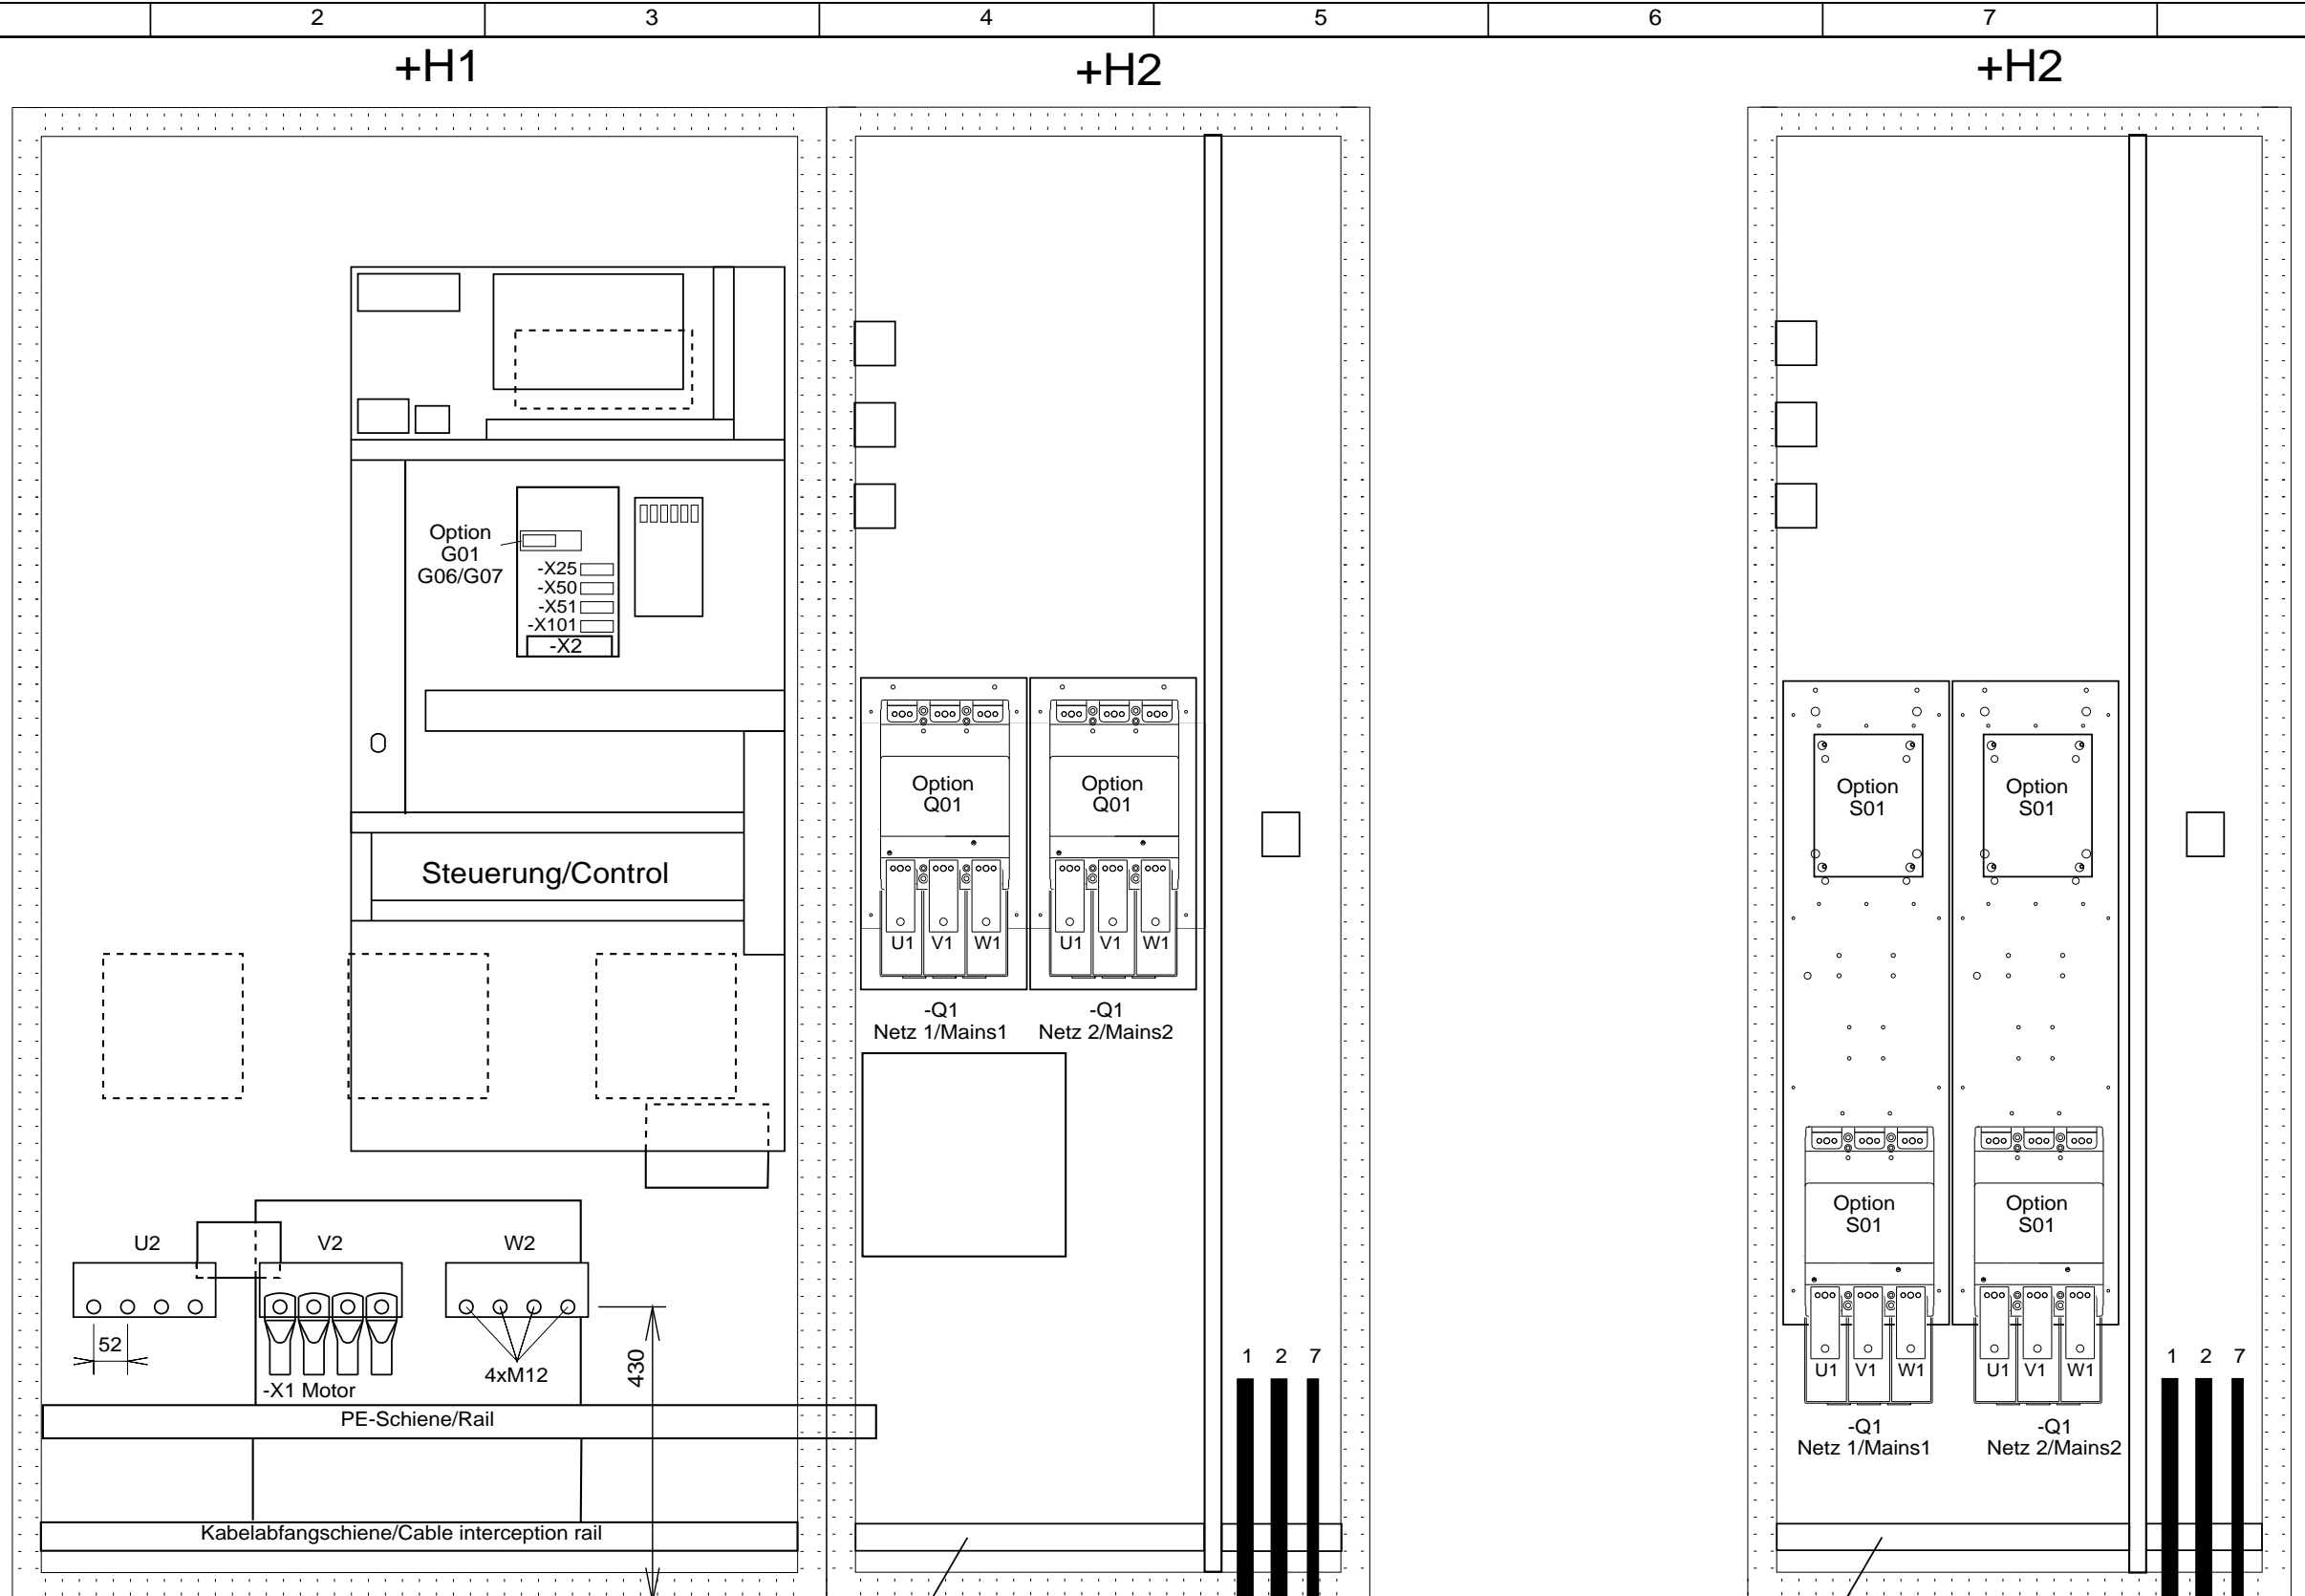 2 3 4 5 6 7
+H1 +H2 +H2
Option
G01
G06/G07
-X25
-X50
-X51
-X101
-X2
Steuerung/Control
U2 V2 W2
52
-X1 Motor
4xM12
430
PE-Schiene/Rail
Kabelabfangschiene/Cable interception rail
Option
Q01
U1 V1 W1
-Q1
Netz 1/Mains1
Option
Q01
U1 V1 W1
-Q1
Netz 2/Mains2
1 2 7
Option
S01
Option
S01
Option
S01
U1 V1 W1
-Q1
Netz 1/Mains1
Option
S01
U1 V1 W1
-Q1
Netz 2/Mains2
1 2 7